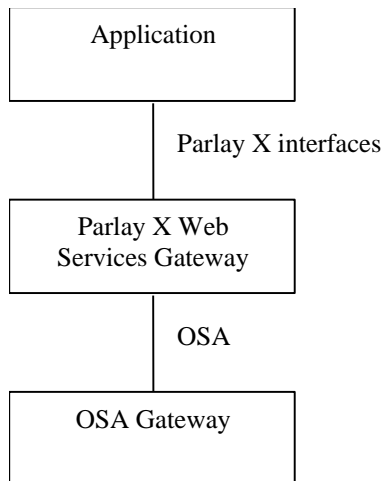 Application
Parlay X interfaces
Parlay X Web
Services Gateway
OSA
OSA Gateway